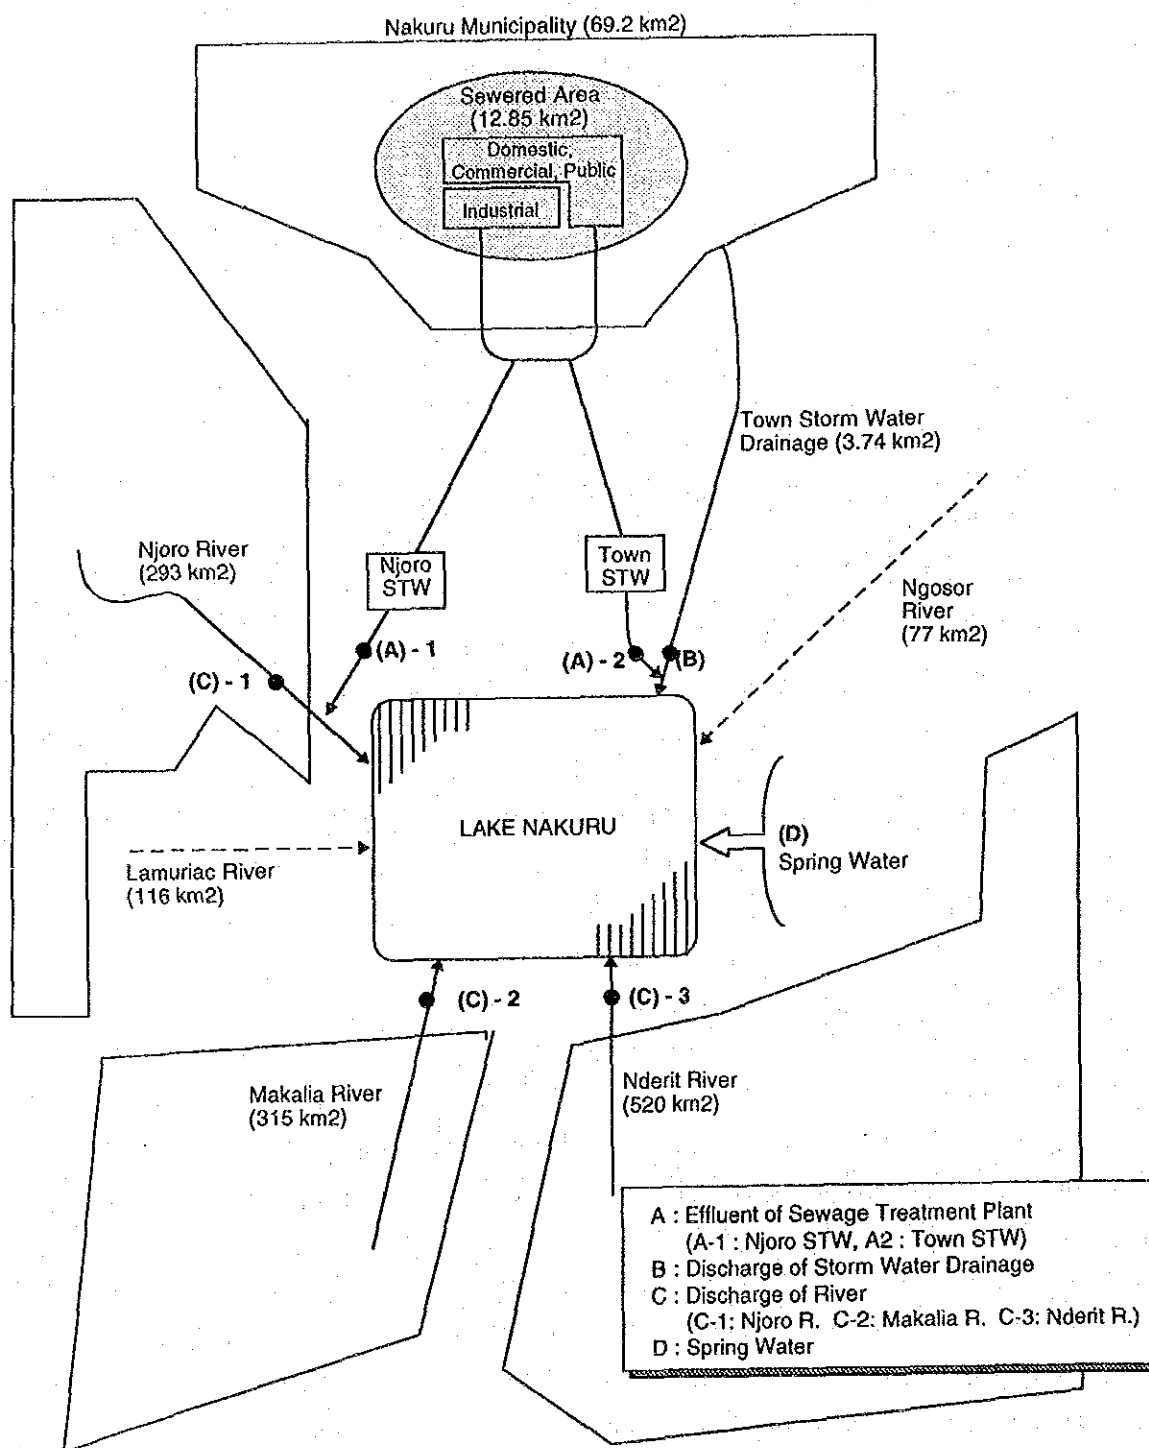 Nakuru Municipality (69.2 km2)
Sewered Area
(12.85 km2)
Domestic,
Commercial, Public
Industrial
Town Storm Water
Drainage (3.74 km2)
Njoro River
(293 km2)
Njoro
STW
Town
STW
Ngosor
River
(77 km2)
(A) - 1
(A) - 2
(B)
(C) - 1
LAKE NAKURU
(D)
Spring Water
Lamuriac River
(116 km2)
(C) - 2
(C) - 3
Makalia River
(315 km2)
Nderit River
(520 km2)
A : Effluent of Sewage Treatment Plant
(A-1 : Njoro STW, A2 : Town STW)
B : Discharge of Storm Water Drainage
C : Discharge of River
(C-1: Njoro R. C-2: Makalia R. C-3: Nderit R.)
D : Spring Water